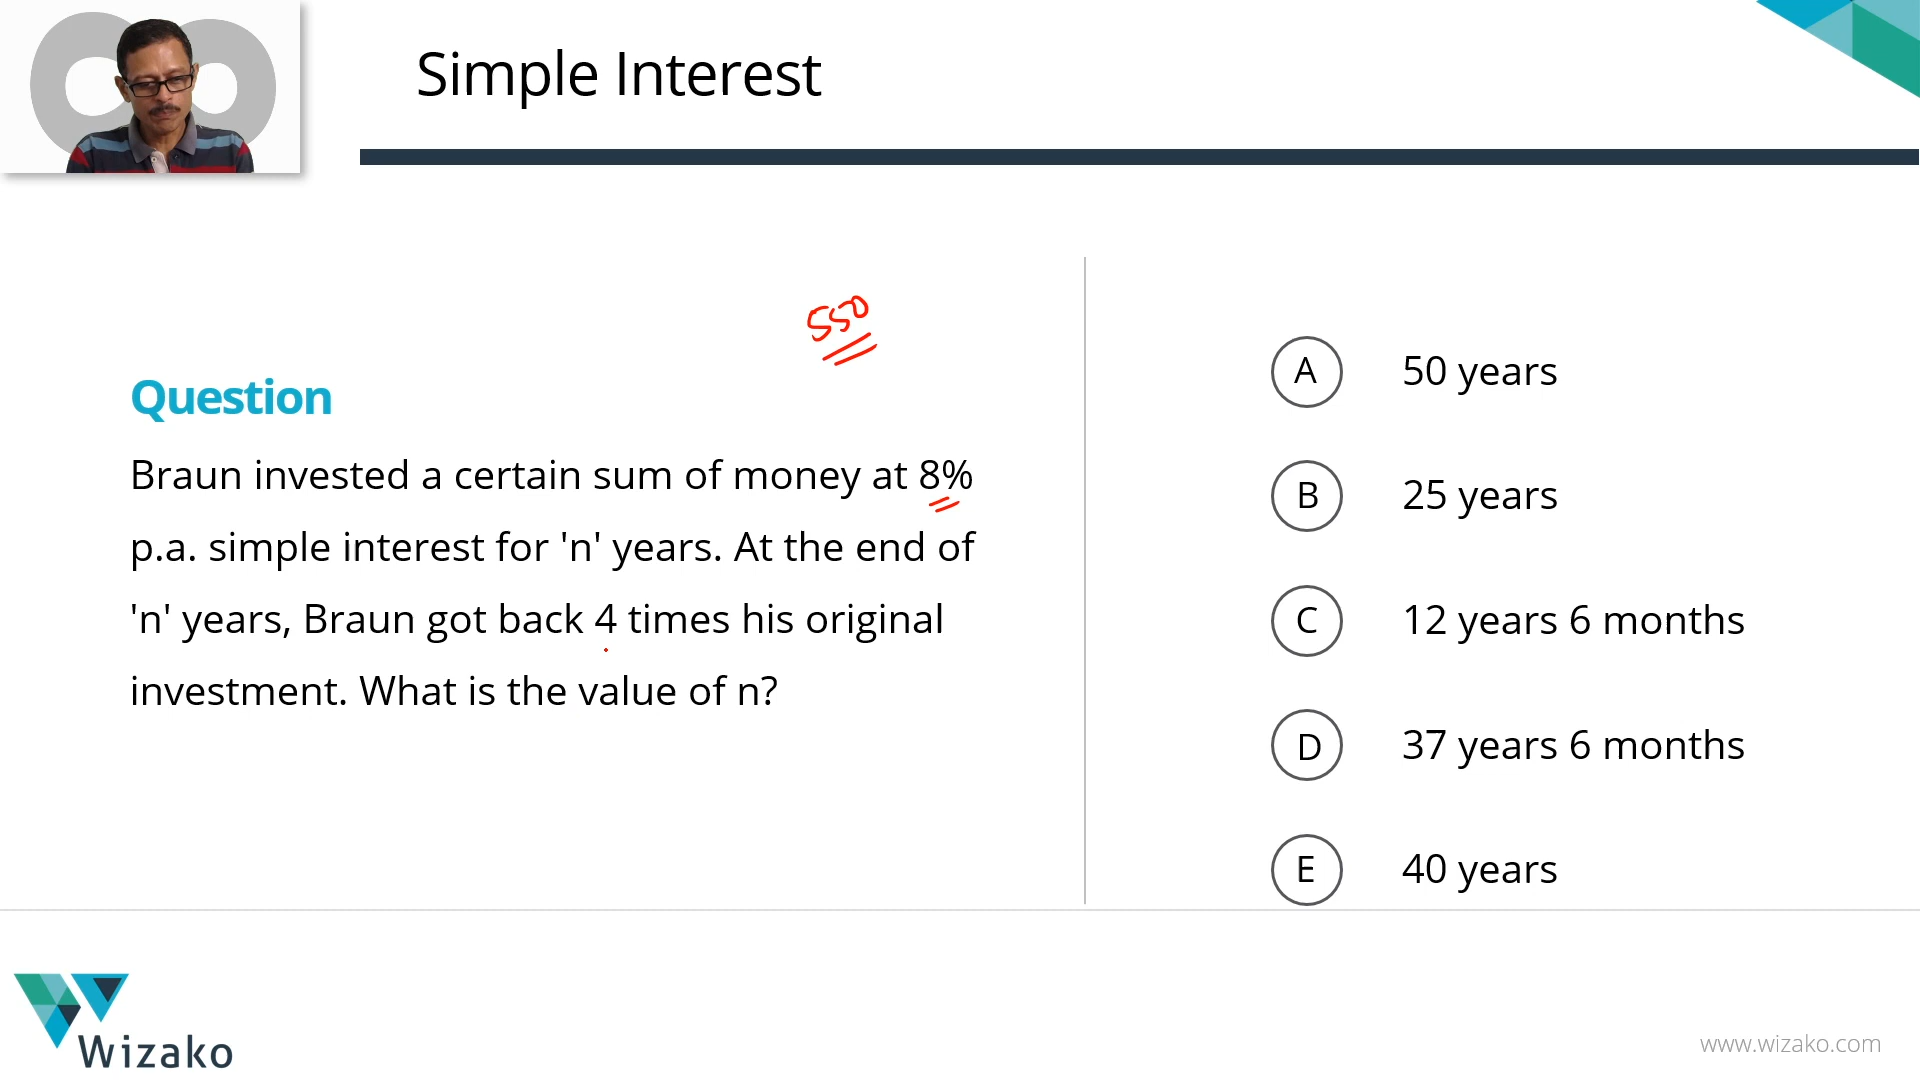 Simple Interest
550
Question
Braun invested a certain sum of money at 8%
p.a. simple interest for 'n' years. At the end of
'n' years, Braun got back 4 times his original
investment. What is the value of n?
A 50 years
B 25 years
C 12 years 6 months
D 37 years 6 months
E 40 years
Wizako
www.wizako.com